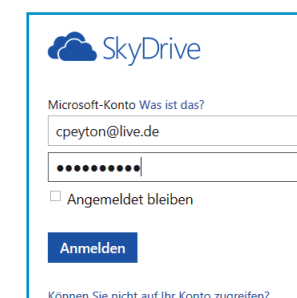 SkyDrive
Microsoft-Konto Was ist das?
cpeyton@live.de
●●●●●●●●●●
Angemeldet bleiben
Anmelden
Können Sie nicht auf Ihr Konto zugreifen?